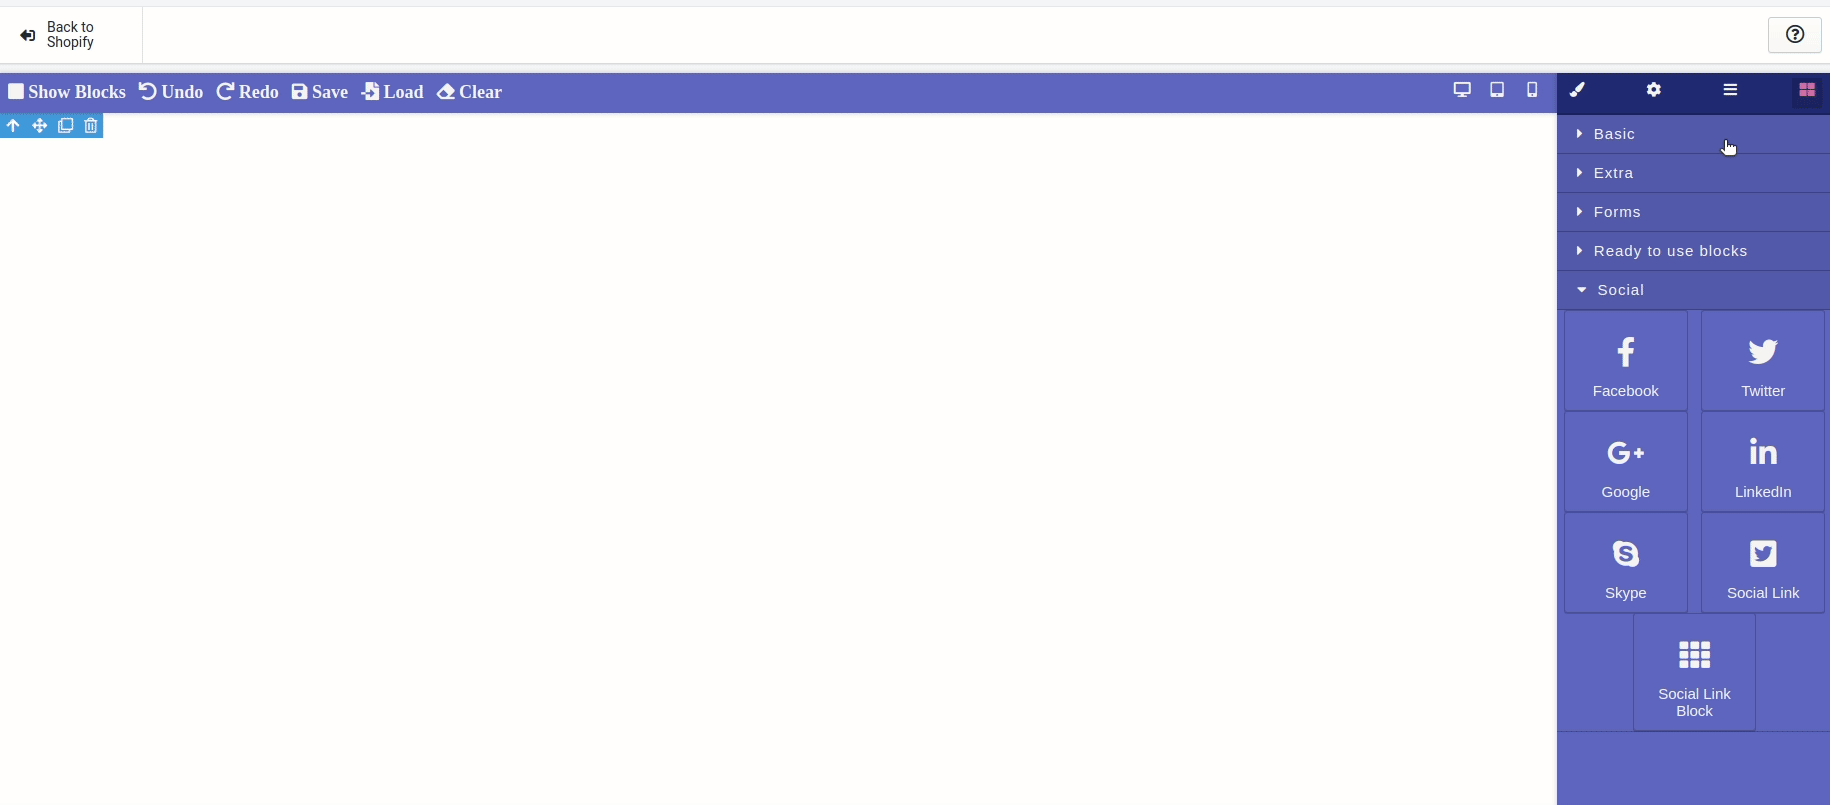 Back to
Shopify
Show Blocks Undo Redo Save Load Clear
Basic
Extra
Forms
Ready to use blocks
Social
Facebook Twitter
Google LinkedIn
Skype Social Link
Social Link
Block